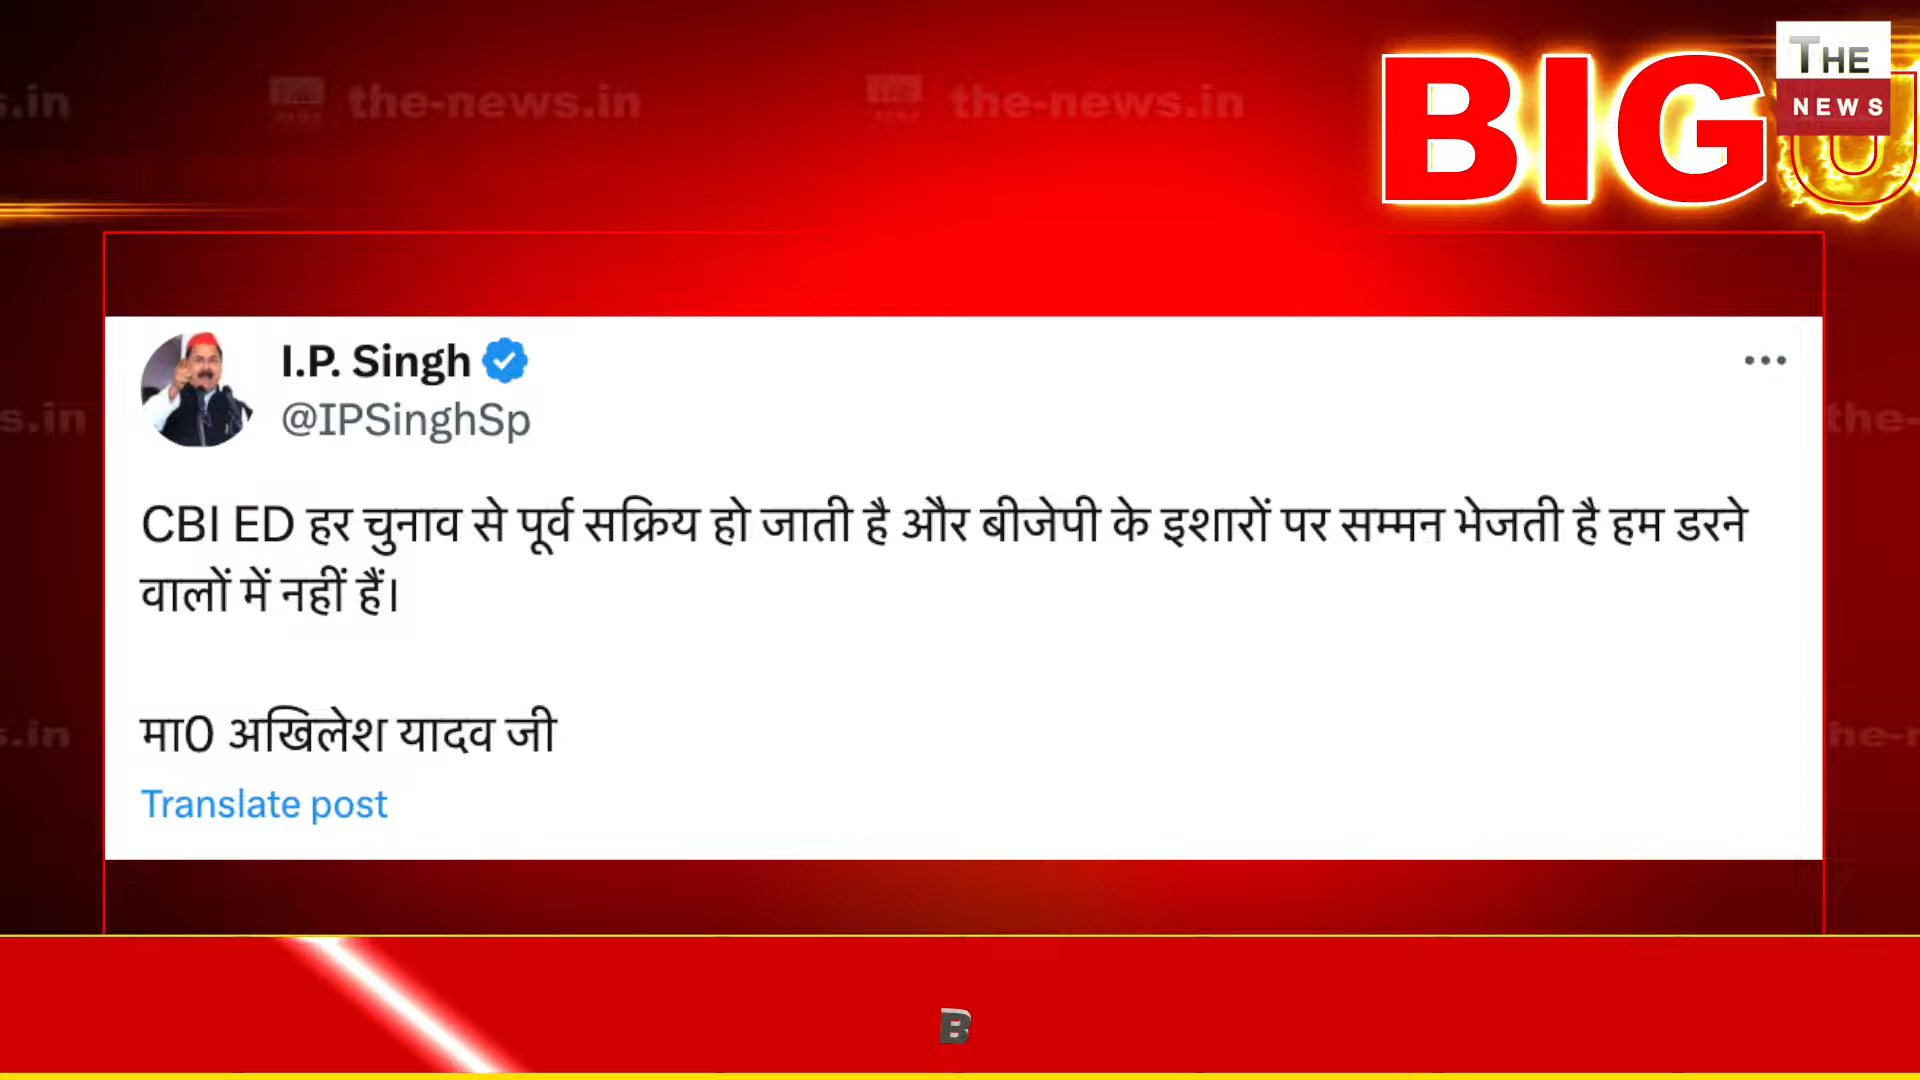 the-news.in
the-news.in
BIG
THE
NEWS
I.P. Singh
@IPSinghSp
CBI ED हर चुनाव से पूर्व सक्रिय हो जाती है और बीजेपी के इशारों पर सम्मन भेजती है हम डरने
वालों में नहीं हैं।
मा0 अखिलेश यादव जी
Translate post
B